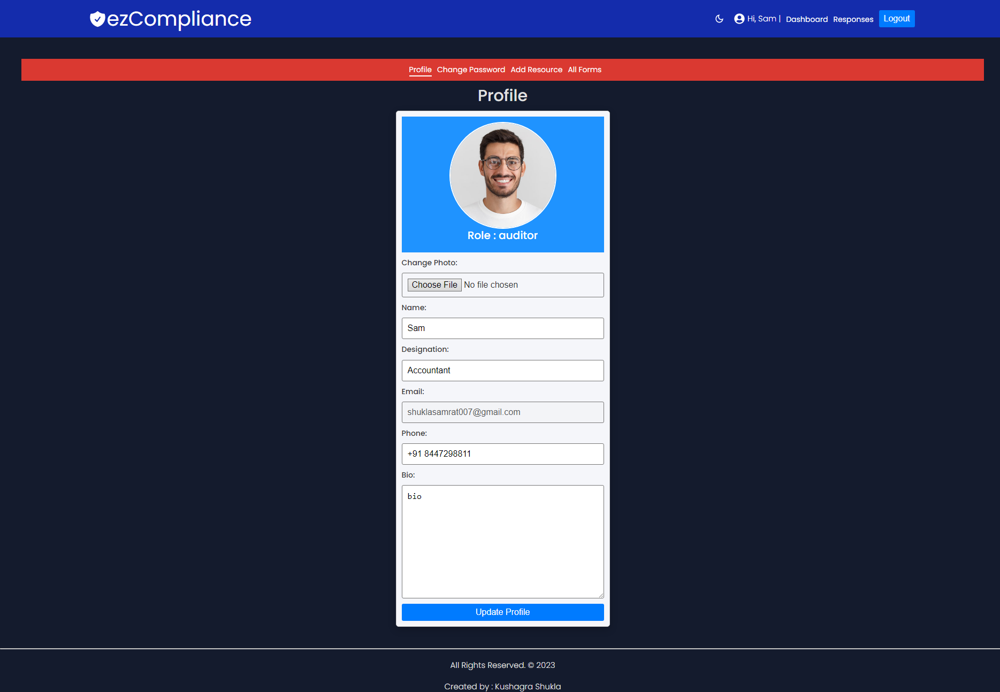 ezCompliance
Hi, Sam | Dashboard Responses Logout
Profile Change Password Add Resource All Forms
Profile
Role : auditor
Change Photo:
Choose File No file chosen
Name:
Sam
Designation:
Accountant
Email:
shuklasamrat007@gmail.com
Phone:
+91 8447298811
Bio:
bio
Update Profile
All Rights Reserved. © 2023
Created by : Kushagra Shukla